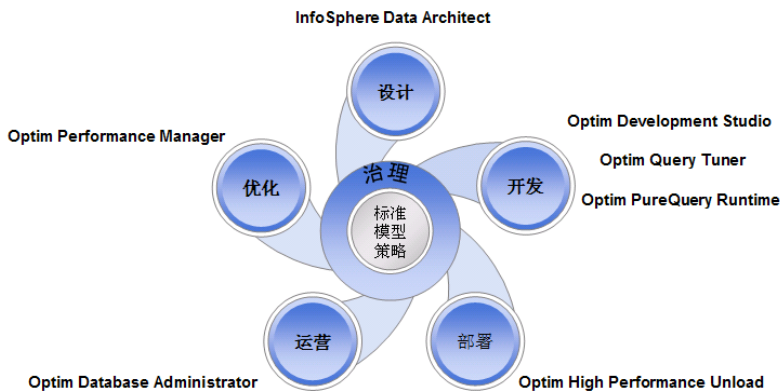 InfoSphere Data Architect
设计
Optim Performance Manager
优化
Optim Development Studio
Optim Query Tuner
Optim PureQuery Runtime
开发
治理
标准
模型
策略
运营
部署
Optim Database Administrator
Optim High Performance Unload